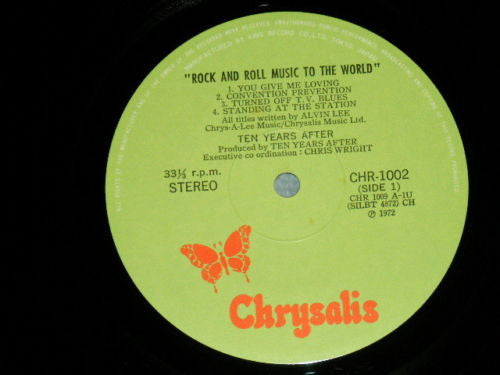 "ROCK AND ROLL MUSIC TO THE WORLD"
1. YOU GIVE ME LOVING
2. CONVENTION PREVENTION
3. TURNED OFF T.V. BLUES
4. STANDING AT THE STATION
All titles written by ALVIN LEE
Chrys-A-Lee Music/Chrysalis Music Ltd.
TEN YEARS AFTER
Produced by TEN YEARS AFTER
Executive co ordination : CHRIS WRIGHT
33⅓ r.p.m.
STEREO
CHR-1002
(SIDE 1)
CHR 1009 A-1U
(SILBT 4872) CH
℗ 1972
Chrysalis